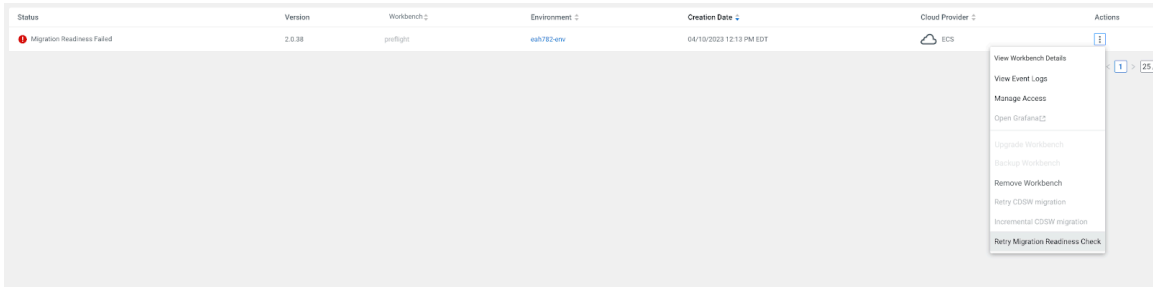 Status Version Workbench Environment Creation Date Cloud Provider Actions
Migration Readiness Failed 2.0.38 preflight eah782-env 04/10/2023 12:13 PM EDT ECS
View Workbench Details
< 1 > 25
View Event Logs
Manage Access
Open Grafana
Upgrade Workbench
Backup Workbench
Remove Workbench
Retry CDSW migration
Incremental CDSW migration
Retry Migration Readiness Check